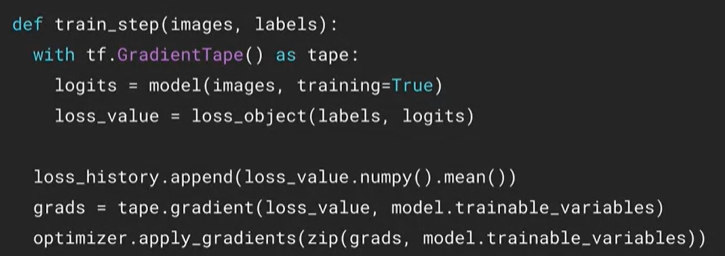 def train_step(images, labels):
  with tf.GradientTape() as tape:
    logits = model(images, training=True)
    loss_value = loss_object(labels, logits)

  loss_history.append(loss_value.numpy().mean())
  grads = tape.gradient(loss_value, model.trainable_variables)
  optimizer.apply_gradients(zip(grads, model.trainable_variables))